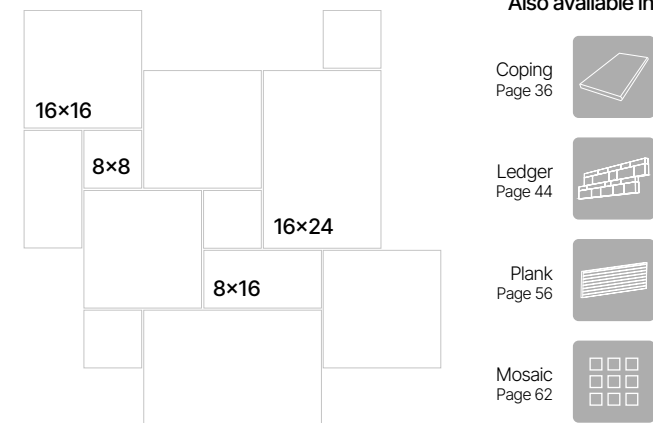 Also available in
16×16
8×8
16×24
8×16
Coping
Page 36
Ledger
Page 44
Plank
Page 56
Mosaic
Page 62